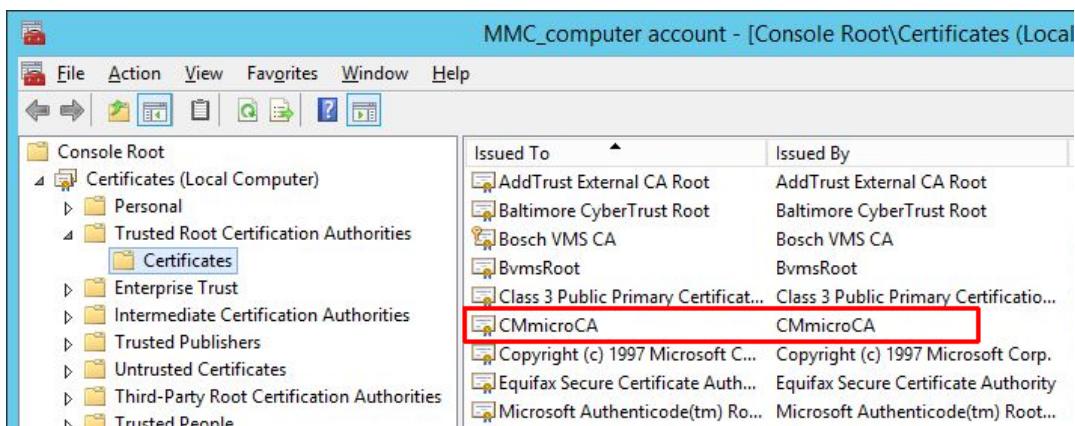 MMC_computer account - [Console Root\Certificates (Local
File Action View Favorites Window Help
Console Root
Certificates (Local Computer)
Personal
Trusted Root Certification Authorities
Certificates
Enterprise Trust
Intermediate Certification Authorities
Trusted Publishers
Untrusted Certificates
Third-Party Root Certification Authorities
Trusted People
Issued To Issued By
AddTrust External CA Root AddTrust External CA Root
Baltimore CyberTrust Root Baltimore CyberTrust Root
Bosch VMS CA Bosch VMS CA
BvmsRoot BvmsRoot
Class 3 Public Primary Certificat... Class 3 Public Primary Certificatio...
CMmicroCA CMmicroCA
Copyright (c) 1997 Microsoft C... Copyright (c) 1997 Microsoft Corp.
Equifax Secure Certificate Auth... Equifax Secure Certificate Authority
Microsoft Authenticode(tm) Ro... Microsoft Authenticode(tm) Root...